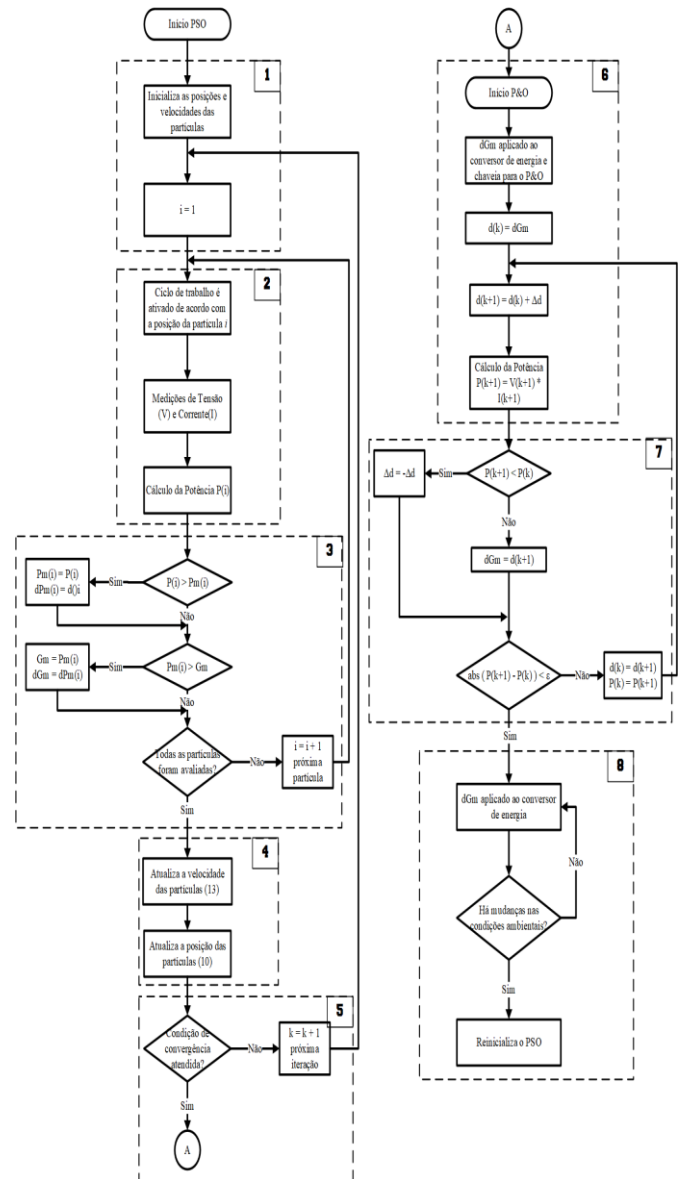 Início PSO
1
Inicializa as posições e
velocidades das
partículas
i = 1
2
Ciclo de trabalho é
ativado de acordo com
a posição da partícula i
Medições de Tensão
(V) e Corrente(I)
Cálculo da Potência P(i)
3
P(i) > Pm(i)
Sim
Pm(i) = P(i)
dPm(i) = d()i
Não
Pm(i) > Gm
Sim
Gm = Pm(i)
dGm = dPm(i)
Não
Todas as partículas
foram avaliadas?
Não
i = i + 1
próxima
partícula
Sim
4
Atualiza a velocidade
das partículas (13)
Atualiza a posição das
partículas (10)
5
Condição de
convergência
atendida?
Não
k = k + 1
próxima
iteração
Sim
A
A
6
Início P&O
dGm aplicado ao
conversor de energia e
chaveia para o P&O
d(k) = dGm
d(k+1) = d(k) + Δd
Cálculo da Potência
P(k+1) = V(k+1) *
I(k+1)
7
P(k+1) < P(k)
Sim
Δd = -Δd
Não
dGm = d(k+1)
abs ( P(k+1) - P(k) ) < ε
Não
d(k) = d(k+1)
P(k) = P(k+1)
Sim
8
dGm aplicado ao conversor
de energia
Não
Há mudanças nas
condições ambientais?
Sim
Reinicializa o PSO